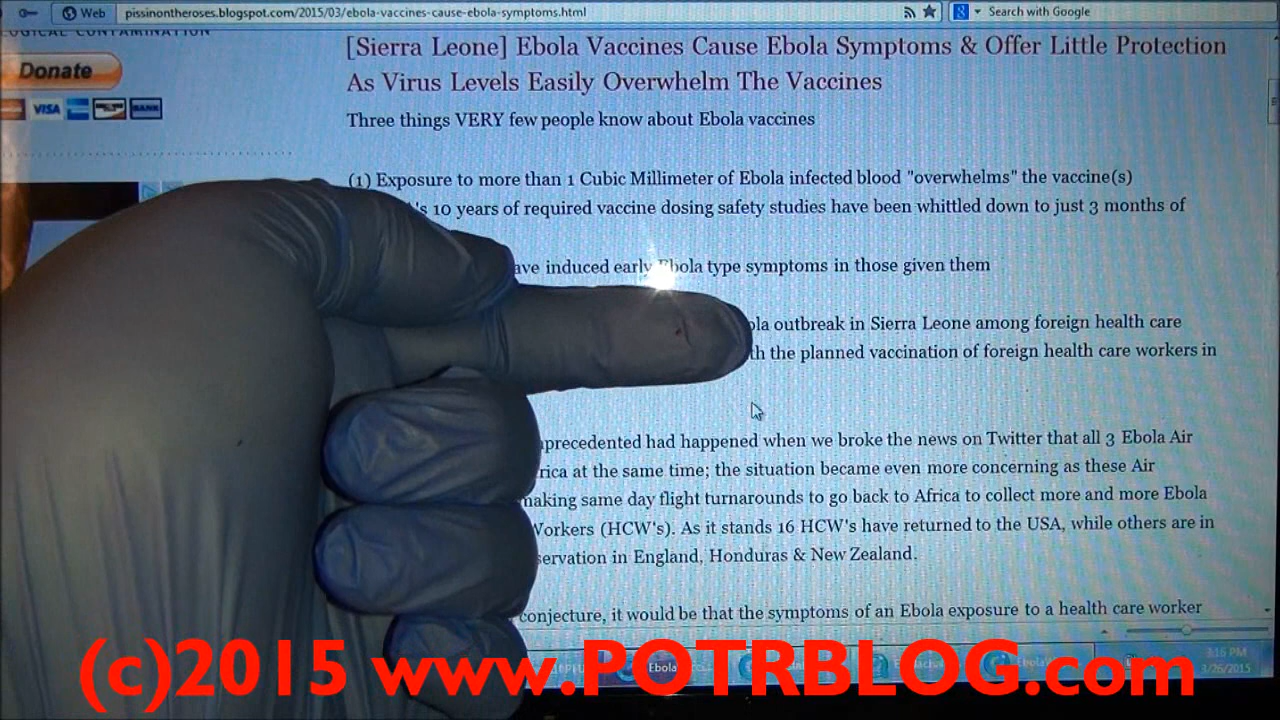 Web pissinontheroses.blogspot.com/2015/03/ebola-vaccines-cause-ebola-symptoms.html Search with Google
Donate
VISA BANK
[Sierra Leone] Ebola Vaccines Cause Ebola Symptoms & Offer Little Protection
As Virus Levels Easily Overwhelm The Vaccines
Three things VERY few people know about Ebola vaccines
(1) Exposure to more than 1 Cubic Millimeter of Ebola infected blood "overwhelms" the vaccine(s)
10 years of required vaccine dosing safety studies have been whittled down to just 3 months of
induced early Ebola type symptoms in those given them
outbreak in Sierra Leone among foreign health care
the planned vaccination of foreign health care workers in
had happened when we broke the news on Twitter that all 3 Ebola Air
at the same time; the situation became even more concerning as these Air
making same day flight turnarounds to go back to Africa to collect more and more Ebola
Workers (HCW's). As it stands 16 HCW's have returned to the USA, while others are in
in England, Honduras & New Zealand.
conjecture, it would be that the symptoms of an Ebola exposure to a health care worker
3:16 PM
3/26/2015
(c)2015 www.POTRBLOG.com